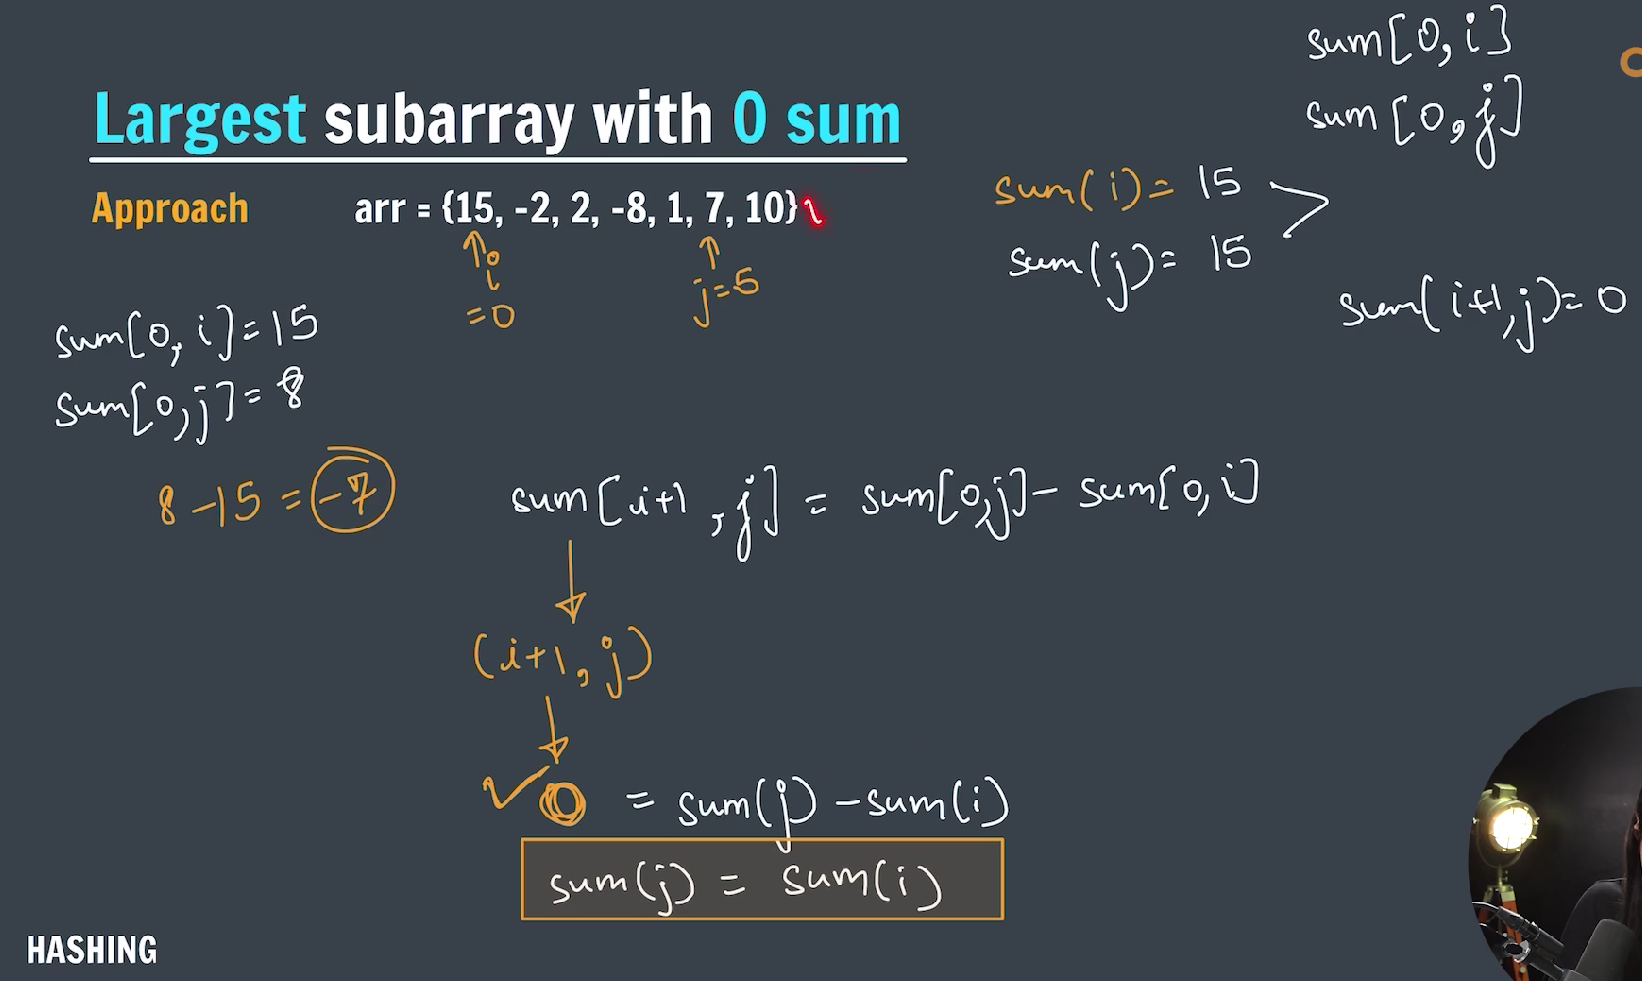 sum[0, i]
sum[0, j]
Largest subarray with 0 sum
Approach
arr = {15, -2, 2, -8, 1, 7, 10}
i
=0
j=5
sum(i)= 15
sum(j)= 15
sum(i+1, j)= 0
sum[0, i]=15
sum[0, j]= 8
8 -15 = -7
sum[i+1, j] = sum[0,j]- sum[0, i]
(i+1, j)
0 = sum(j) -sum(i)
sum(j) = sum(i)
HASHING